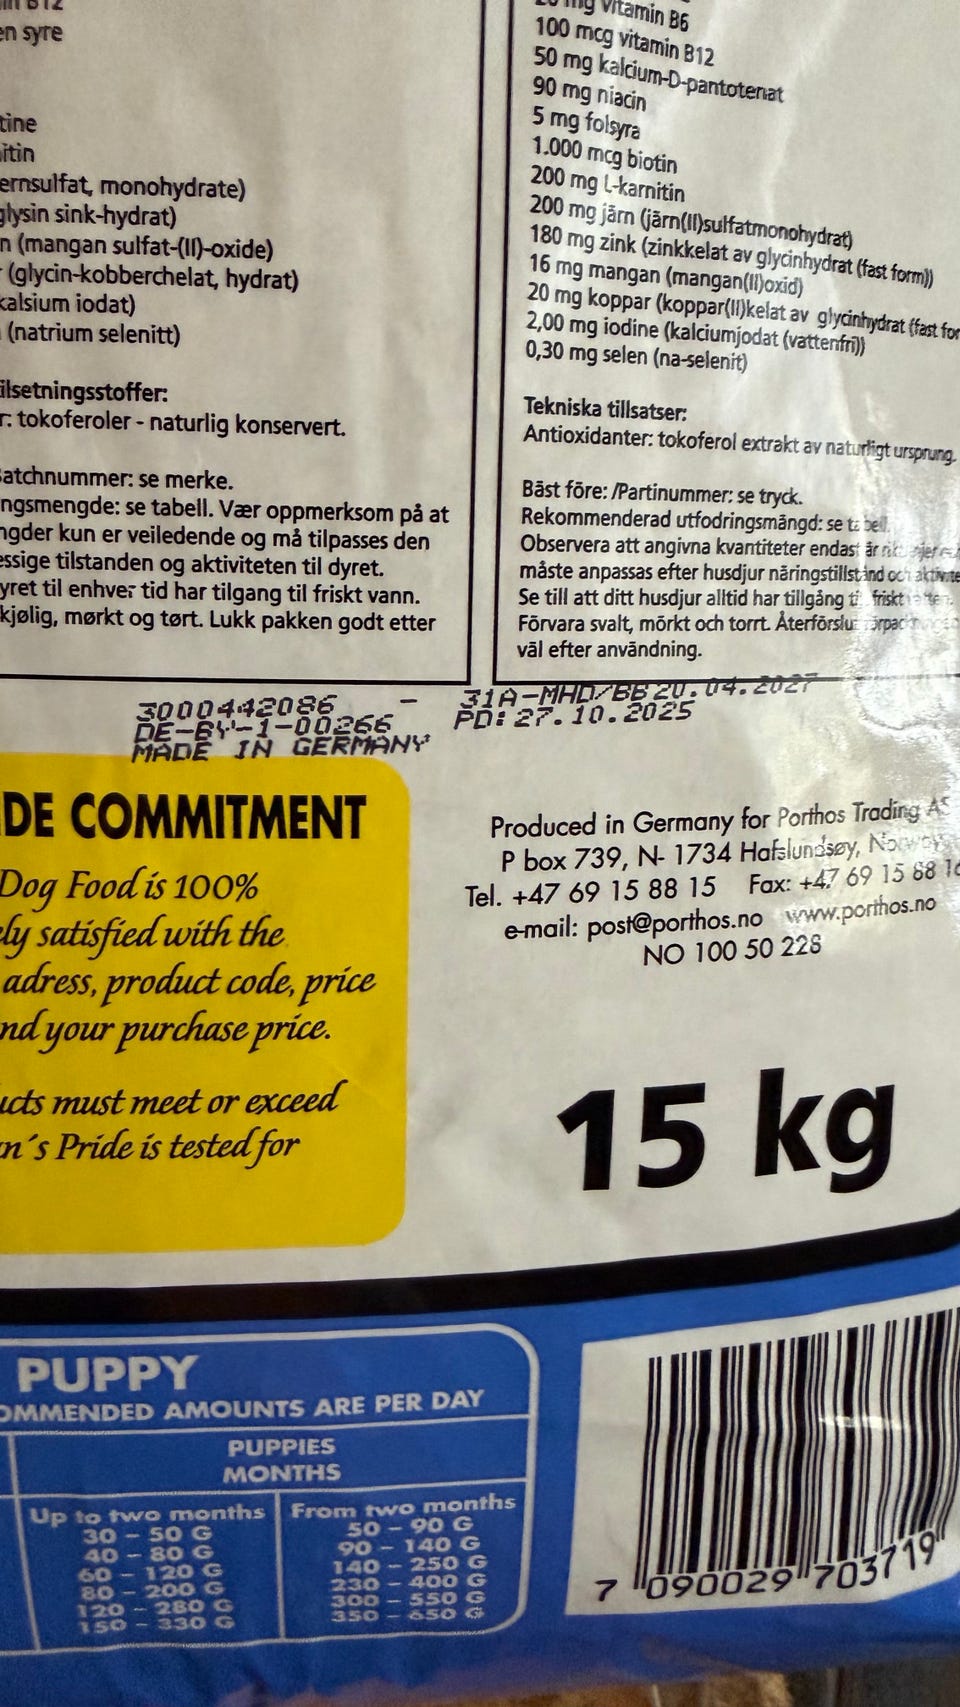 en syre
tine
ernsulfat, monohydrate)
glysin sink-hydrat)
n (mangan sulfat-(II)-oxide)
(glycin-kobberchelat, hydrat)
kalsium iodat)
(natrium selenitt)
ilsetningsstoffer:
r: tokoferoler - naturlig konservert.
Batchnummer: se merke.
ngsmengde: se tabell. Vær oppmerksom på at
ngder kun er veiledende og må tilpasses den
essige tilstanden og aktiviteten til dyret.
yret til enhver tid har tilgang til friskt vann.
kjølig, mørkt og tørt. Lukk pakken godt etter
mg vitamin B6
100 mcg vitamin B12
50 mg kalcium-D-pantotenat
90 mg niacin
5 mg folsyra
1.000 mcg biotin
200 mg L-karnitin
200 mg järn (järn(II)sulfatmonohydrat)
180 mg zink (zinkkelat av glycinhydrat (fast form))
16 mg mangan (mangan(II)oxid)
20 mg koppar (koppar(II)kelat av glycinhydrat (fast for
2,00 mg iodine (kalciumjodat (vattenfri))
0,30 mg selen (na-selenit)
Tekniska tillsatser:
Antioxidanter: tokoferol extrakt av naturligt ursprung.
Bäst före: /Partinummer: se tryck.
Rekommenderad utfodringsmängd: se tabell.
Observera att angivna kvantiteter endast är
måste anpassas efter husdjur näringstillstånd och
Se till att ditt husdjur alltid har tillgång friskt
Förvara svalt, mörkt och torrt.
väl efter användning.
3000442086 - 31A-MHD/BB 20.04.2027
DE-BY-1-00266 PD: 27.10.2025
MADE IN GERMANY
DE COMMITMENT
Dog Food is 100%
ely satisfied with the
adress, product code, price
nd your purchase price.
ucts must meet or exceed
n´s Pride is tested for
Produced in Germany for Porthos Trading AS
P box 739, N- 1734 Hafslundsøy, Norway
Tel. +47 69 15 88 15 Fax: +47 69 15 88 16
e-mail: post@porthos.no www.porthos.no
NO 100 50 228
15 kg
PUPPY
OMMENDED AMOUNTS ARE PER DAY
PUPPIES
MONTHS
Up to two months From two months
30 - 50 G 50 - 90 G
40 - 80 G 90 - 140 G
60 - 120 G 140 - 250 G
80 - 200 G 230 - 400 G
120 - 280 G 300 - 550 G
150 - 330 G 350 - 650 G
7 090029 703719